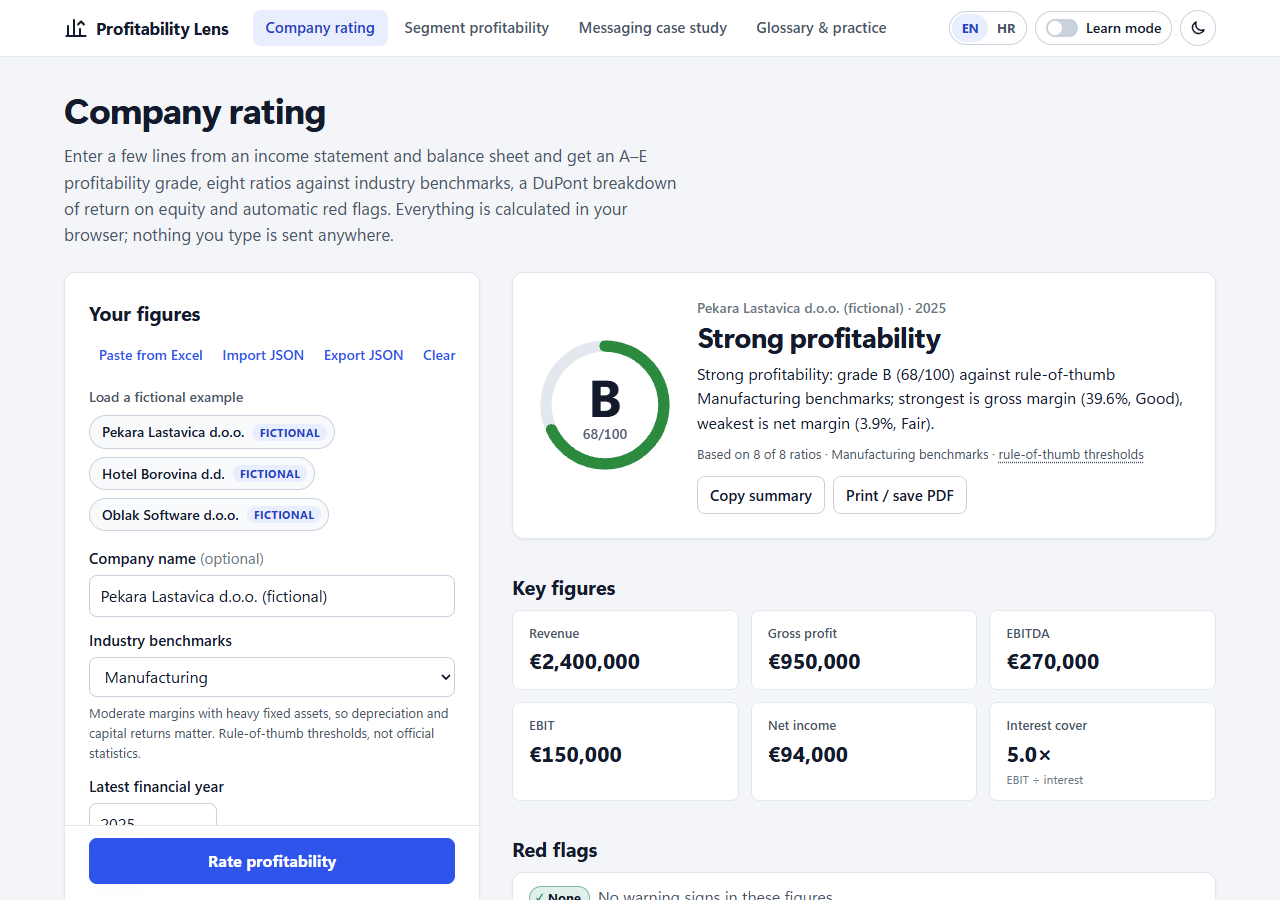 Profitability Lens
Company rating
Segment profitability
Messaging case study
Glossary & practice
EN
HR
Learn mode
Company rating
Enter a few lines from an income statement and balance sheet and get an A–E
profitability grade, eight ratios against industry benchmarks, a DuPont breakdown
of return on equity and automatic red flags. Everything is calculated in your
browser; nothing you type is sent anywhere.
Your figures
Paste from Excel
Import JSON
Export JSON
Clear
Load a fictional example
Pekara Lastavica d.o.o. FICTIONAL
Hotel Borovina d.d. FICTIONAL
Oblak Software d.o.o. FICTIONAL
Company name (optional)
Pekara Lastavica d.o.o. (fictional)
Industry benchmarks
Manufacturing
Moderate margins with heavy fixed assets, so depreciation and
capital returns matter. Rule-of-thumb thresholds, not official
statistics.
Latest financial year
2025
Rate profitability
B
68/100
Pekara Lastavica d.o.o. (fictional) · 2025
Strong profitability
Strong profitability: grade B (68/100) against rule-of-thumb
Manufacturing benchmarks; strongest is gross margin (39.6%, Good),
weakest is net margin (3.9%, Fair).
Based on 8 of 8 ratios · Manufacturing benchmarks · rule-of-thumb thresholds
Copy summary
Print / save PDF
Key figures
Revenue
€2,400,000
Gross profit
€950,000
EBITDA
€270,000
EBIT
€150,000
Net income
€94,000
Interest cover
5.0×
EBIT ÷ interest
Red flags
✓ None No warning signs in these figures